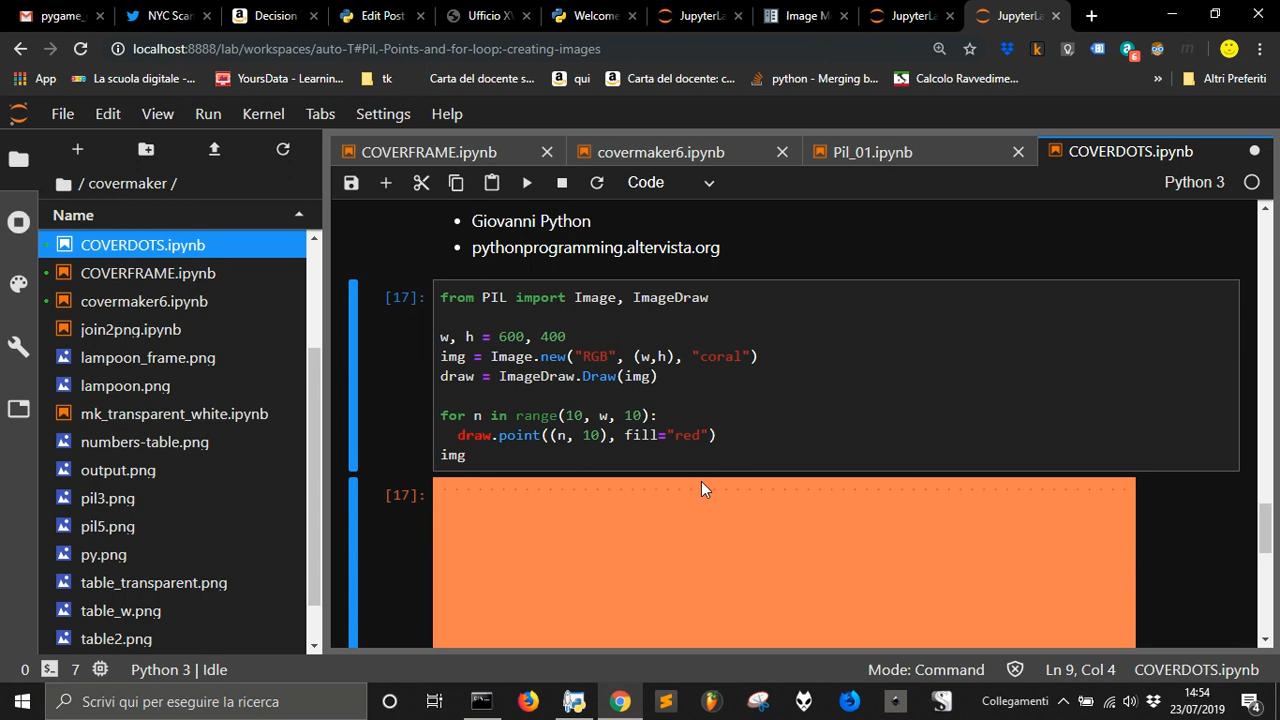 pygame_
NYC Scar
Decision
Edit Post
Ufficio XV
Welcome
JupyterL
Image M
JupyterL
JupyterLa
localhost:8888/lab/workspaces/auto-T#Pil,-Points-and-for-loop:-creating-images
6
App
La scuola digitale -...
YoursData - Learnin...
tk
Carta del docente s...
qui
Carta del docente: c...
python - Merging b...
Calcolo Ravvedime...
»
Altri Preferiti
File Edit View Run Kernel Tabs Settings Help
/ covermaker /
Name
COVERDOTS.ipynb
COVERFRAME.ipynb
covermaker6.ipynb
join2png.ipynb
lampoon_frame.png
lampoon.png
mk_transparent_white.ipynb
numbers-table.png
output.png
pil3.png
pil5.png
py.png
table_transparent.png
table_w.png
table2.png
COVERFRAME.ipynb
covermaker6.ipynb
Pil_01.ipynb
COVERDOTS.ipynb
Code
Python 3
• Giovanni Python
• pythonprogramming.altervista.org
[17]:
from PIL import Image, ImageDraw
w, h = 600, 400
img = Image.new("RGB", (w,h), "coral")
draw = ImageDraw.Draw(img)
for n in range(10, w, 10):
  draw.point((n, 10), fill="red")
img
[17]:
0
7
Python 3 | Idle
Mode: Command
Ln 9, Col 4
COVERDOTS.ipynb
Scrivi qui per eseguire la ricerca
Collegamenti
14:54
23/07/2019
4